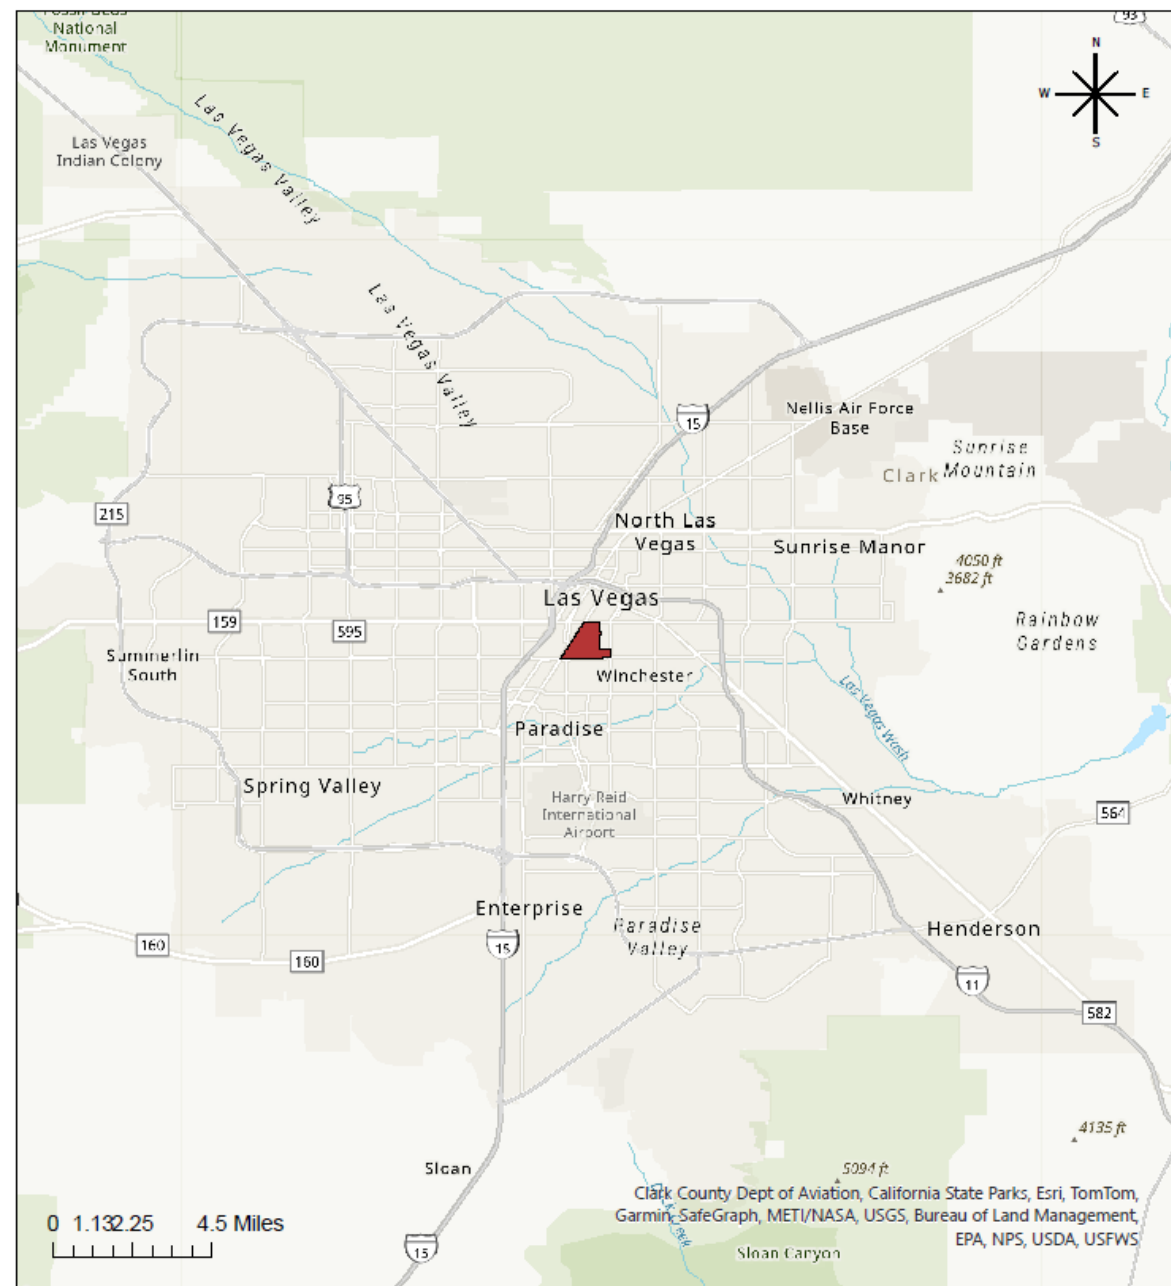 National
Monument
93
N
W
E
S
Las Vegas Valley
Las Vegas
Indian Colony
Las Vegas Valley
15
Nellis Air Force
Base
Sunrise
Mountain
Clark
95
215
North Las
Vegas
Sunrise Manor
4050 ft
3682 ft
Las Vegas
159
595
Rainbow
Gardens
Summerlin
South
Winchester
Las Vegas Wash
Paradise
Spring Valley
Harry Reid
International
Airport
Whitney
564
Enterprise
Paradise
Valley
Henderson
160
160
15
11
582
4135 ft
Sloan
5094 ft
Clark County Dept of Aviation, California State Parks, Esri, TomTom,
Garmin, SafeGraph, METI/NASA, USGS, Bureau of Land Management,
EPA, NPS, USDA, USFWS
0 1.132.25 4.5 Miles
15
Sloan Canyon